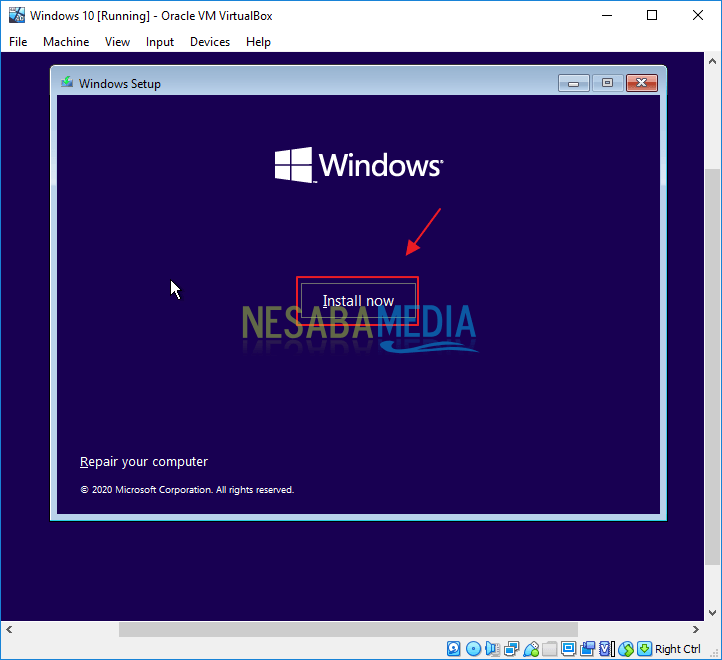 Windows 10 [Running] - Oracle VM VirtualBox
File Machine View Input Devices Help
Windows Setup
Windows
Install now
NESABAMEDIA
Repair your computer
© 2020 Microsoft Corporation. All rights reserved.
Right Ctrl